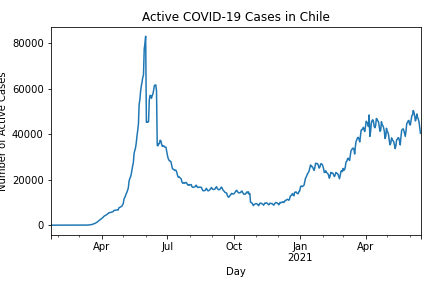 Active COVID-19 Cases in Chile
Number of Active Cases
80000
60000
40000
20000
0
Apr
Jul
Oct
Jan
2021
Apr
Day